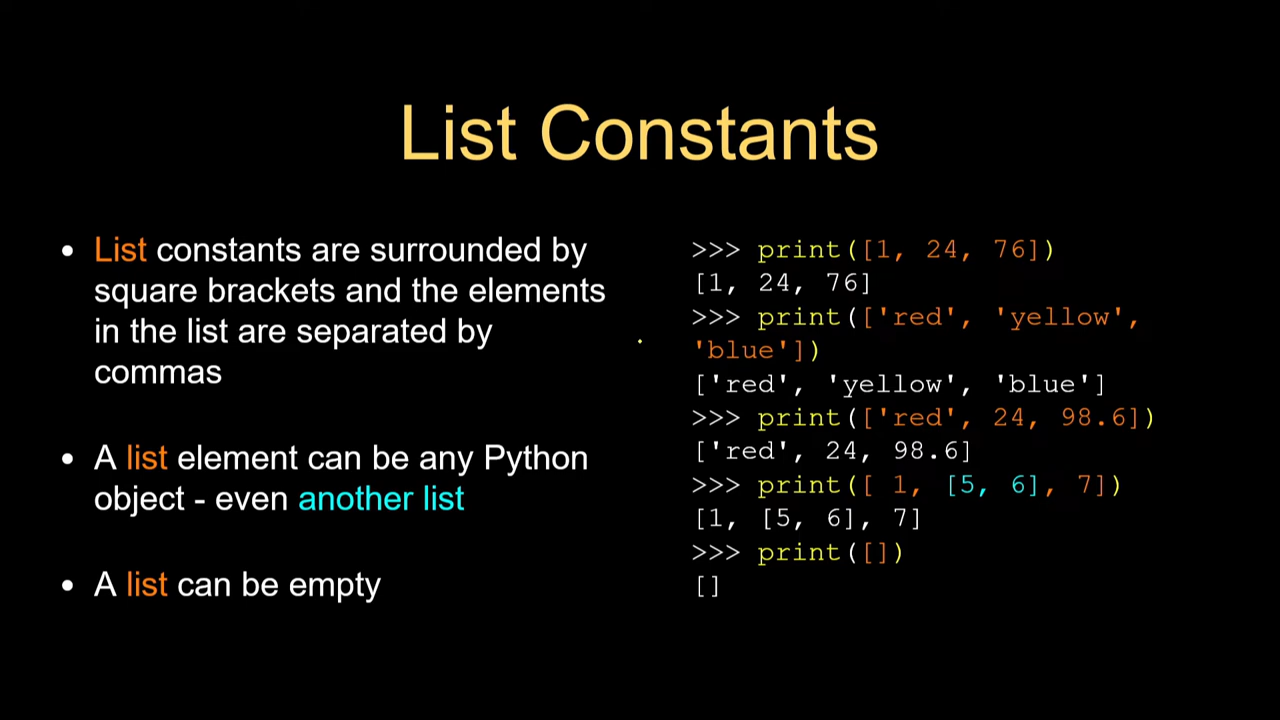 List Constants
• List constants are surrounded by
square brackets and the elements
in the list are separated by
commas
• A list element can be any Python
object - even another list
• A list can be empty
>>> print([1, 24, 76])
[1, 24, 76]
>>> print(['red', 'yellow',
'blue'])
['red', 'yellow', 'blue']
>>> print(['red', 24, 98.6])
['red', 24, 98.6]
>>> print([ 1, [5, 6], 7])
[1, [5, 6], 7]
>>> print([])
[]